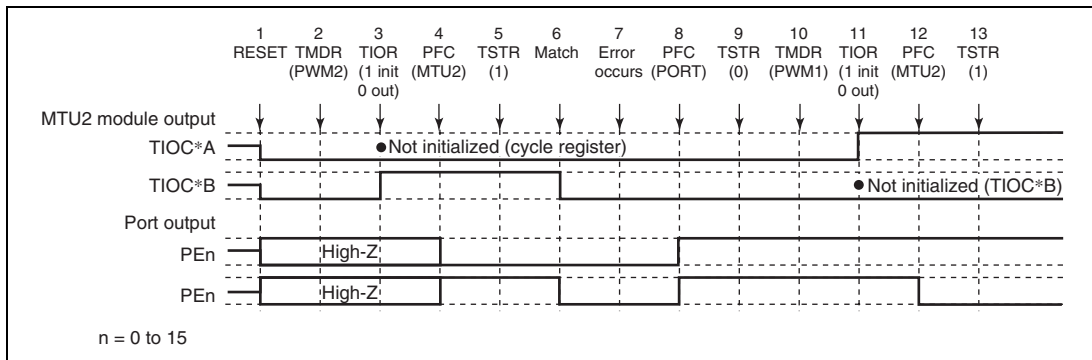 1 2 3 4 5 6 7 8 9 10 11 12 13
RESET TMDR TIOR PFC TSTR Match Error PFC TSTR TMDR TIOR PFC TSTR
(PWM2) (1 init (MTU2) (1) occurs (PORT) (0) (PWM1) (1 init (MTU2) (1)
0 out) 0 out)
MTU2 module output
TIOC*A
●Not initialized (cycle register)
TIOC*B
● Not initialized (TIOC*B)
Port output
PEn
High-Z
PEn
High-Z
n = 0 to 15